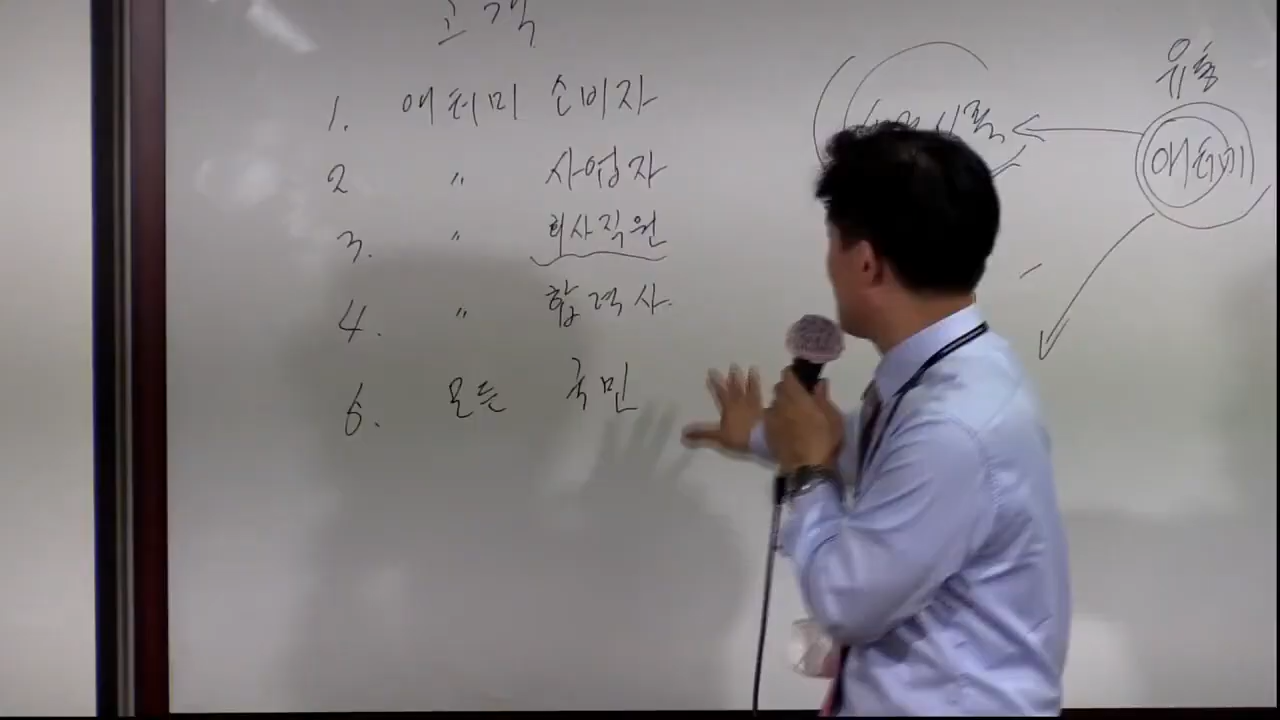 고객
1. 애터미 소비자
2 〃 사업자
3. 〃 회사직원
4. 〃 합력사.
6. 모든 국민
유통
애터미